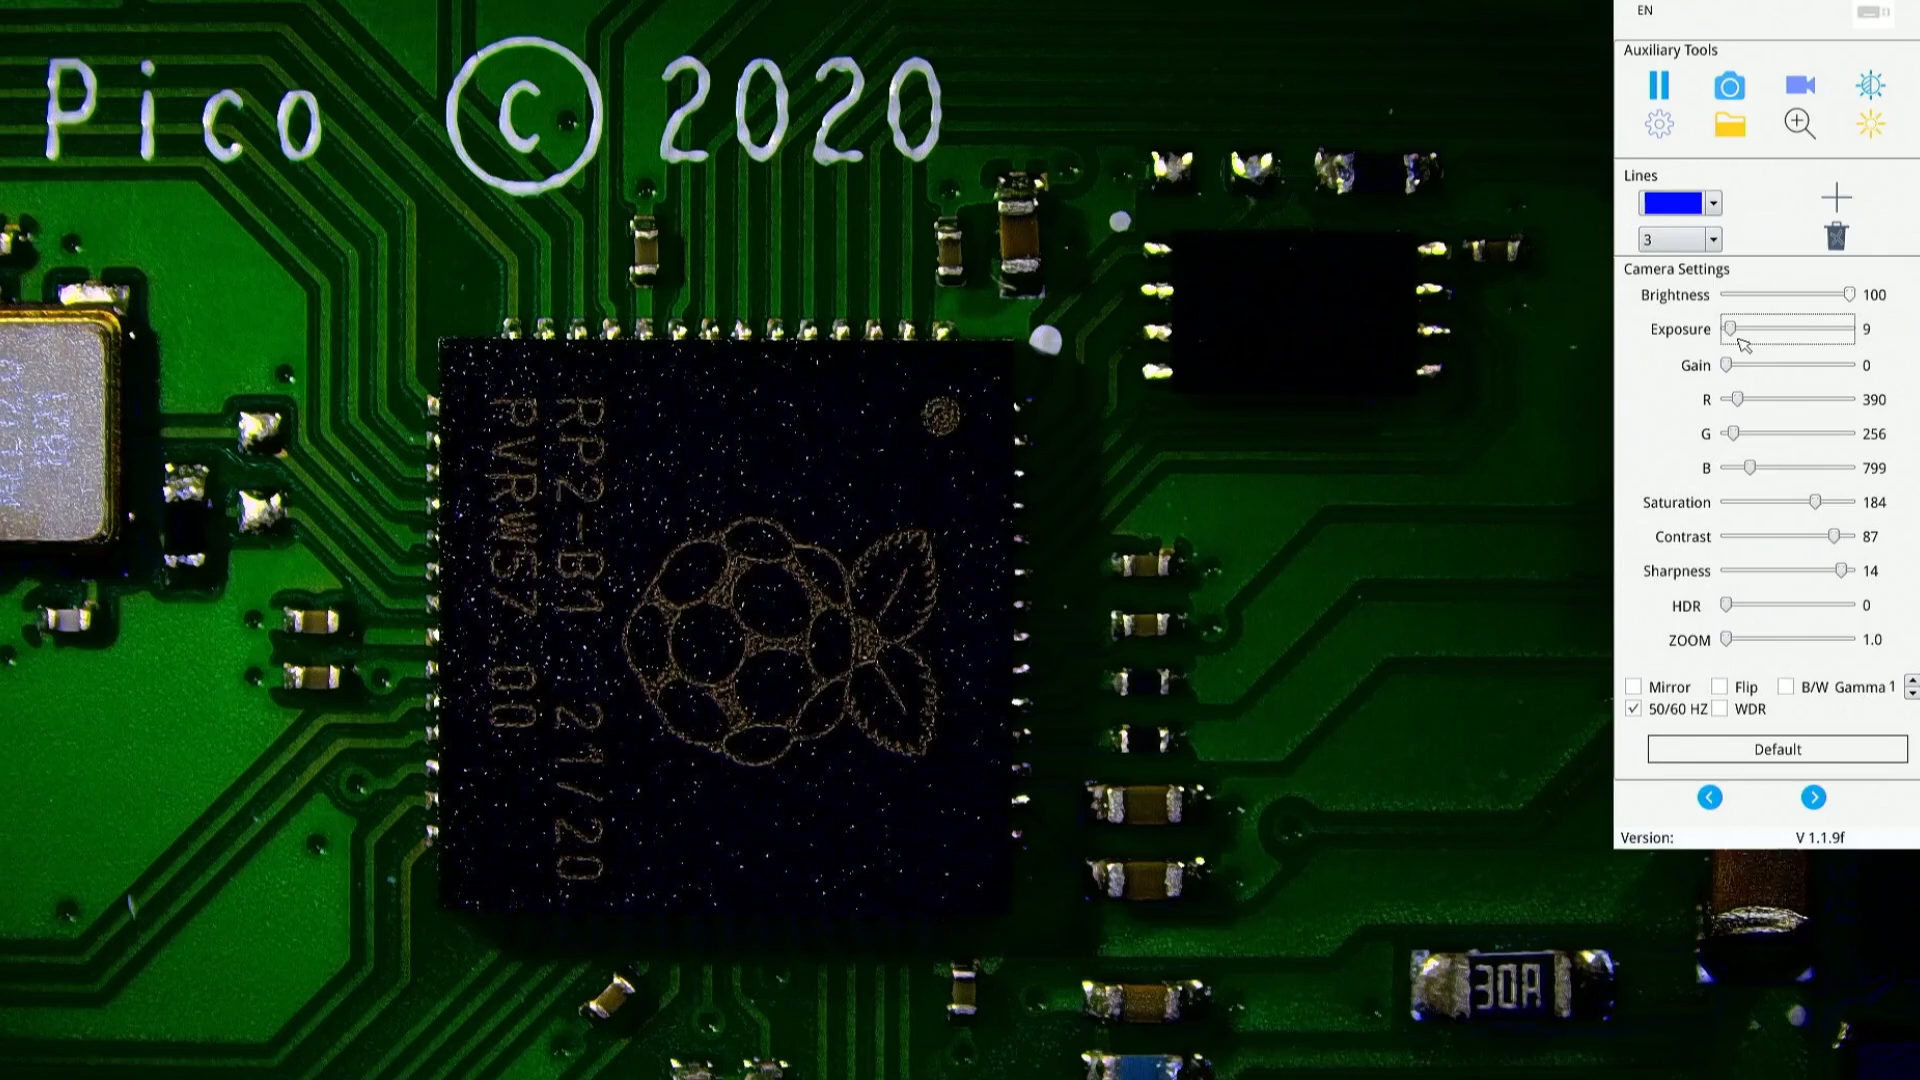 Pico © 2020
RP2-B1 21/20
PVRW57.00
30A
EN
Auxiliary Tools
Lines
3
Camera Settings
Brightness 100
Exposure 9
Gain 0
R 390
G 256
B 799
Saturation 184
Contrast 87
Sharpness 14
HDR 0
ZOOM 1.0
Mirror Flip B/W Gamma 1
50/60 HZ WDR
Default
Version: V 1.1.9f